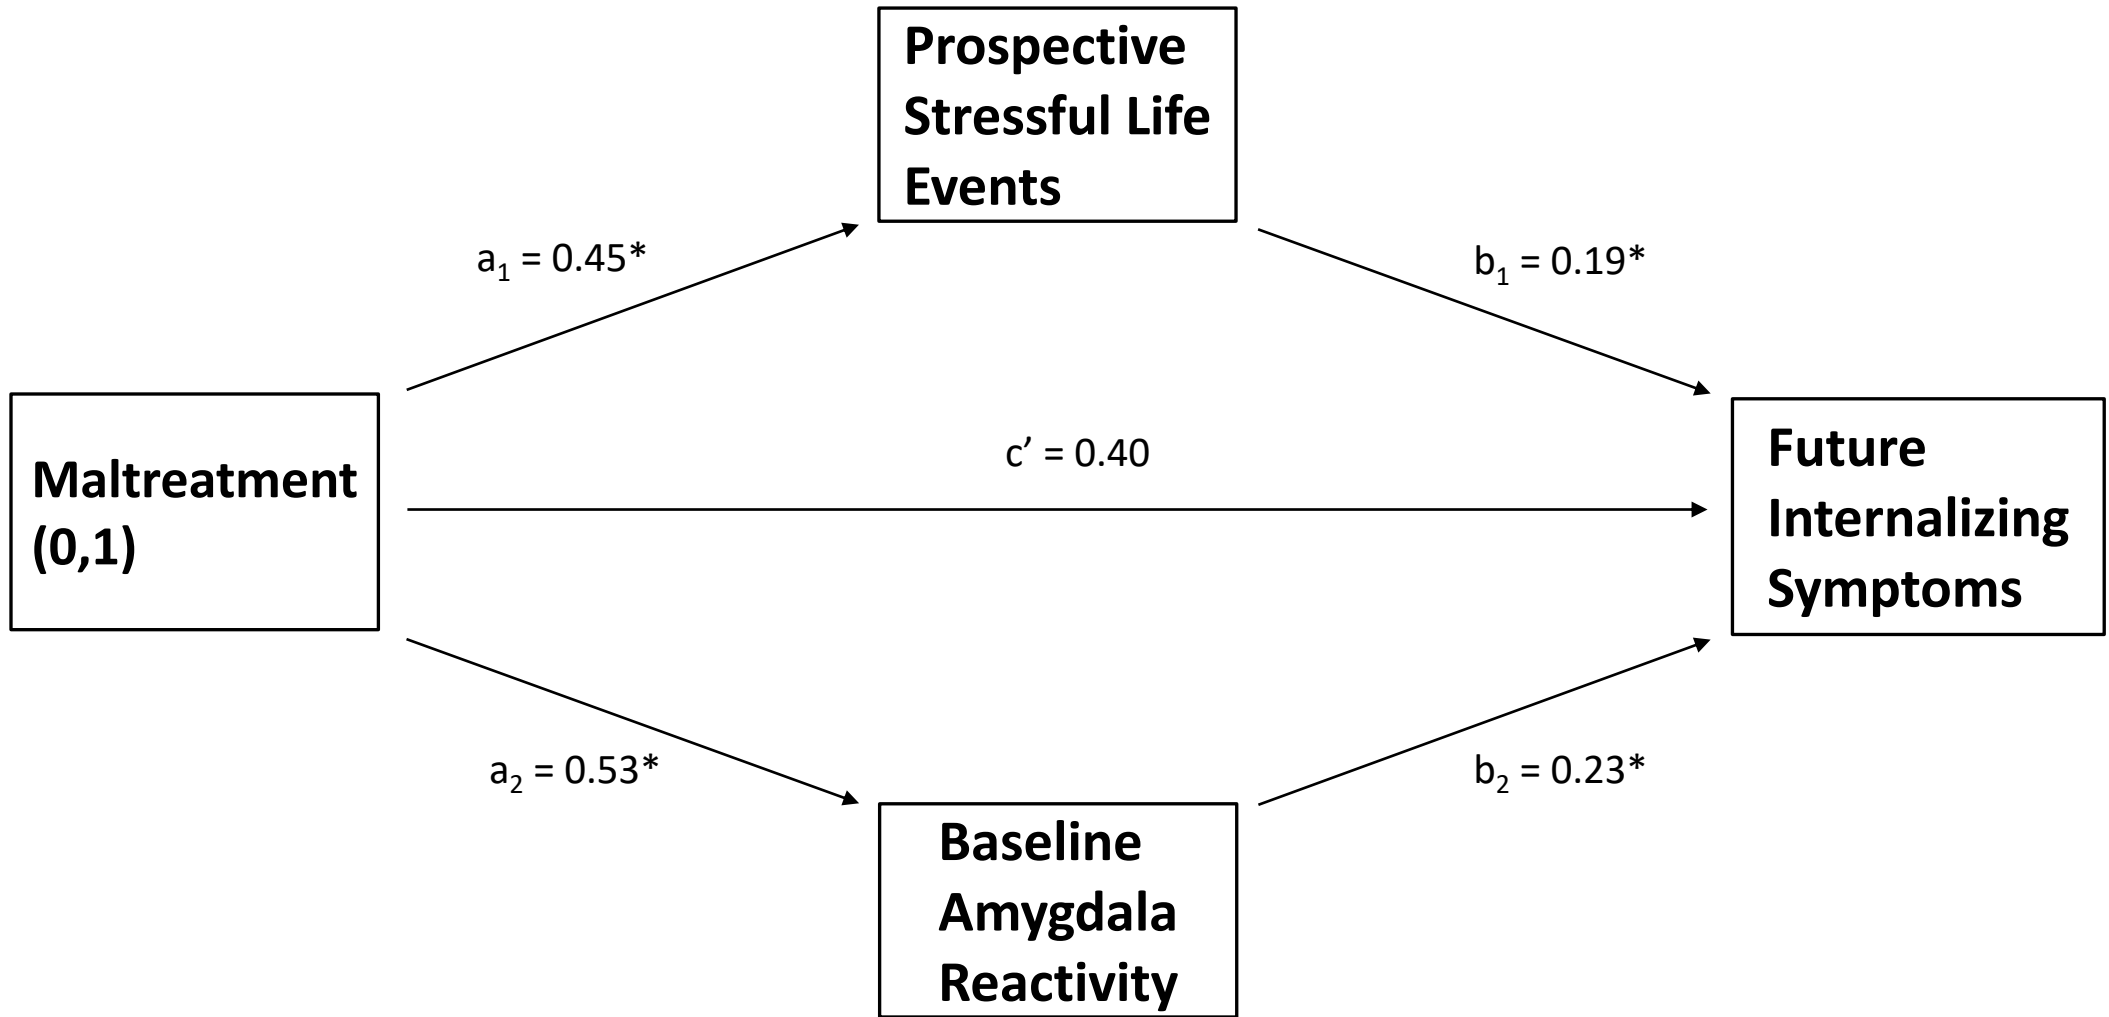 Prospective
Stressful Life
Events
a₁ = 0.45*
b₁ = 0.19*
Maltreatment
(0,1)
c’ = 0.40
Future
Internalizing
Symptoms
a₂ = 0.53*
b₂ = 0.23*
Baseline
Amygdala
Reactivity